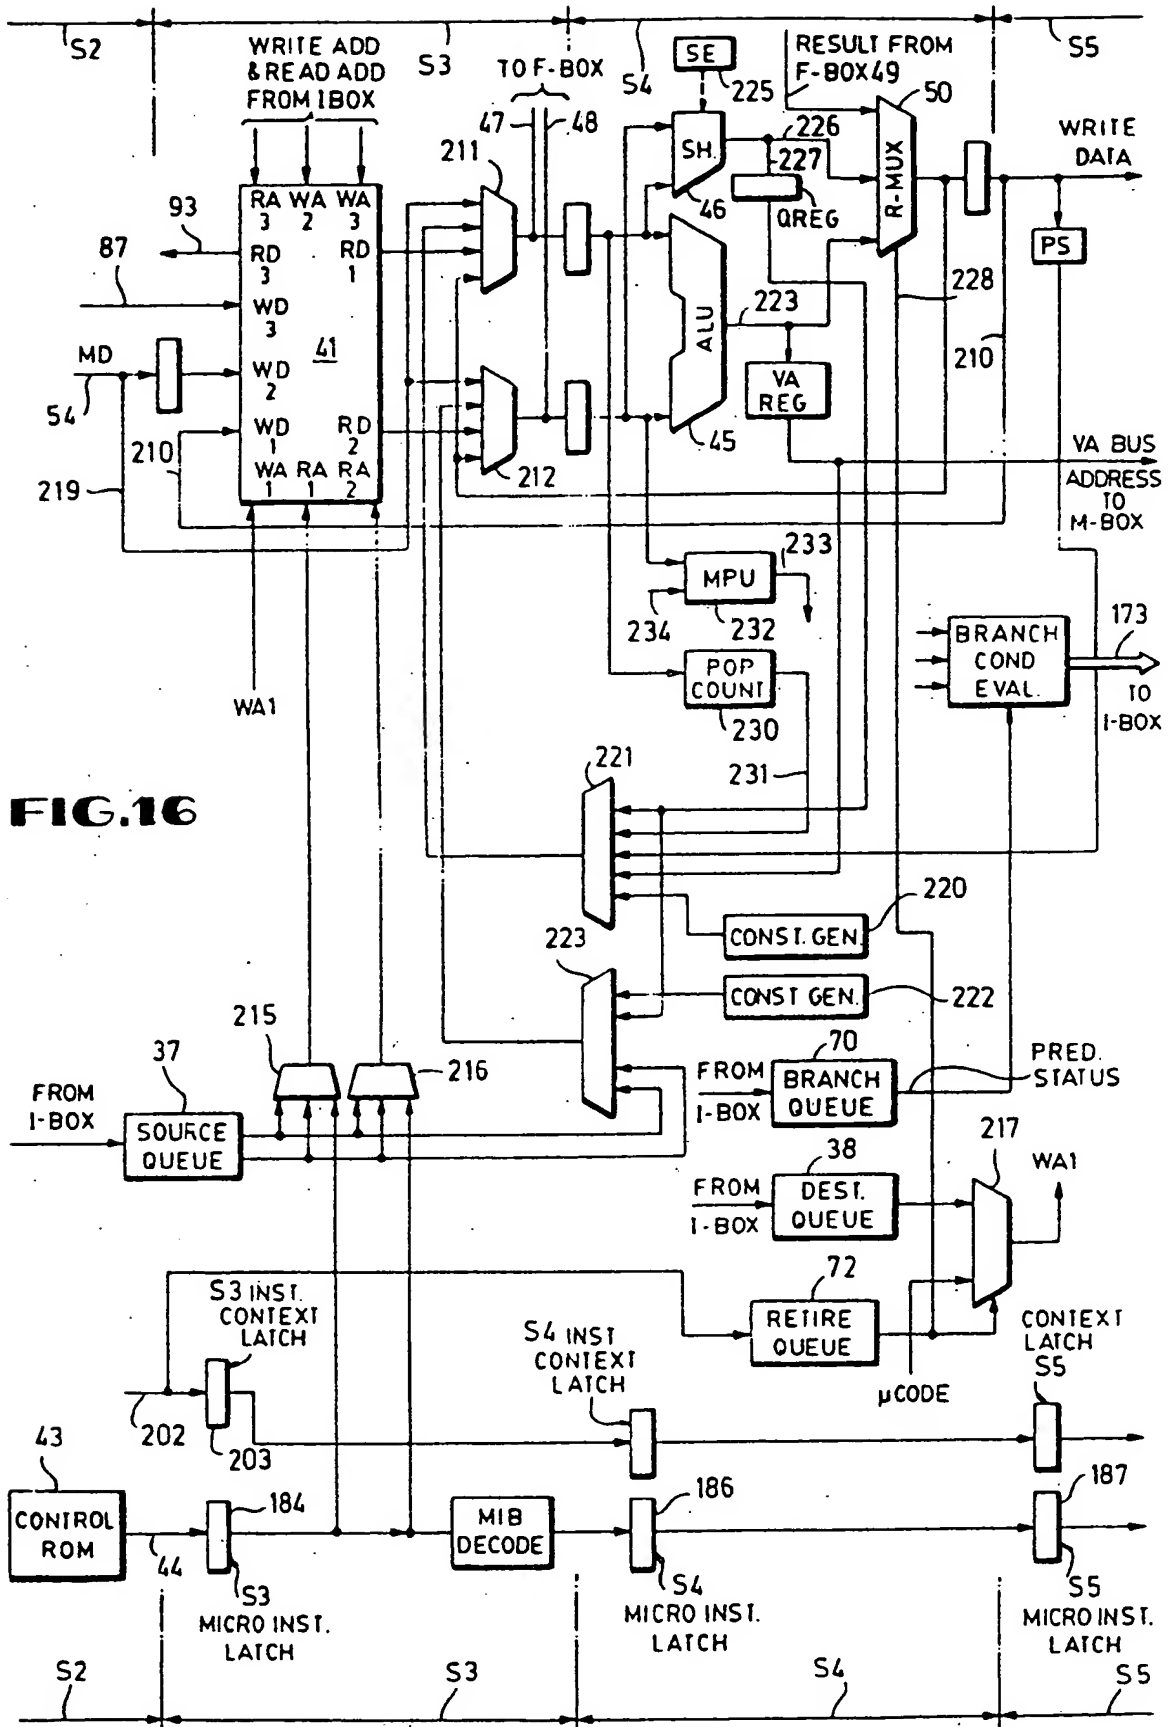 S2
S3
S4
S5
WRITE ADD
& READ ADD
FROM IBOX
TO F-BOX
47
48
SE
225
RESULT FROM
F-BOX 49
50
WRITE
DATA
211
SH.
46
226
227
QREG
R-MUX
PS
93
87
RA
3
WA
2
WA
3
RD
3
RD
1
WD
3
41
MD
54
WD
2
WD
1
RD
2
WA
1
RA
1
RA
2
210
219
212
ALU
45
223
VA
REG
228
210
VA BUS
ADDRESS
TO
M-BOX
MPU
233
234
232
POP
COUNT
230
231
BRANCH
COND
EVAL.
173
TO
I-BOX
WA1
FIG.16
221
220
CONST. GEN.
223
CONST GEN.
222
215
216
37
FROM
I-BOX
SOURCE
QUEUE
70
FROM
I-BOX
BRANCH
QUEUE
PRED.
STATUS
38
FROM
I-BOX
DEST.
QUEUE
217
WA1
72
RETIRE
QUEUE
µCODE
S3 INST.
CONTEXT
LATCH
202
203
S4 INST
CONTEXT
LATCH
CONTEXT
LATCH
S5
43
CONTROL
ROM
44
184
S3
MICRO INST.
LATCH
MIB
DECODE
186
S4
MICRO INST.
LATCH
187
S5
MICRO INST.
LATCH
S2
S3
S4
S5